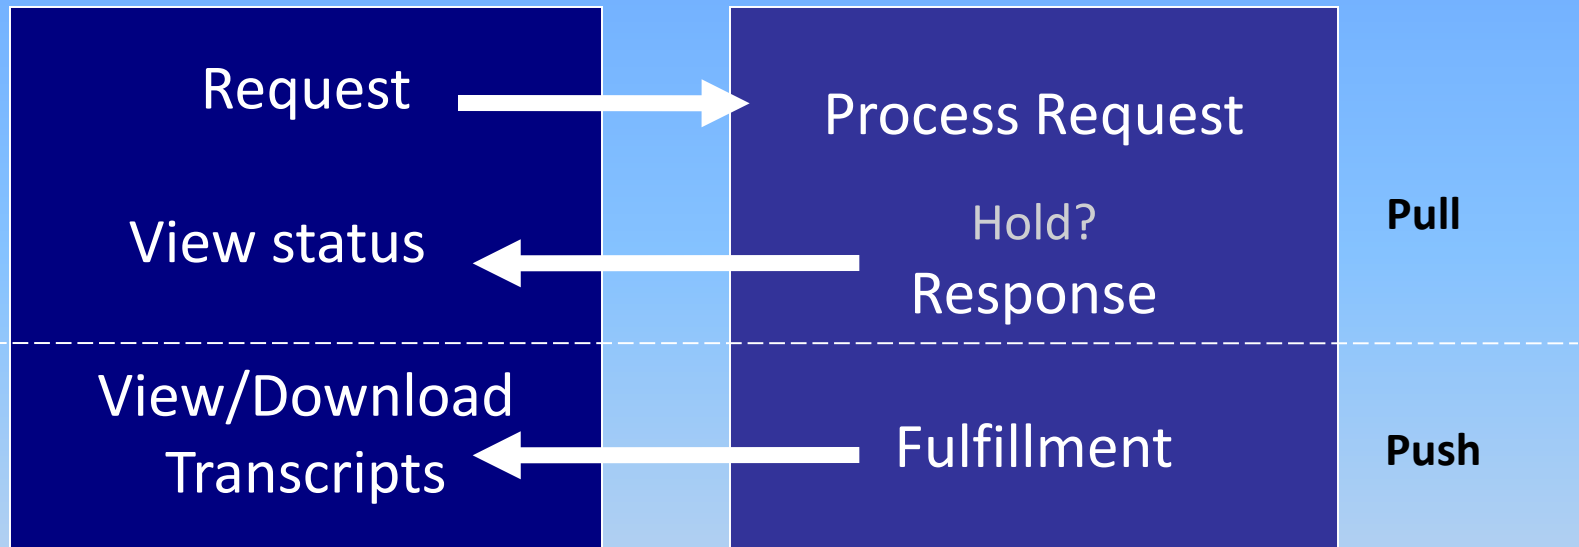 Request
Process Request
View status
Hold?
Response
Pull
View/Download
Transcripts
Fulfillment
Push